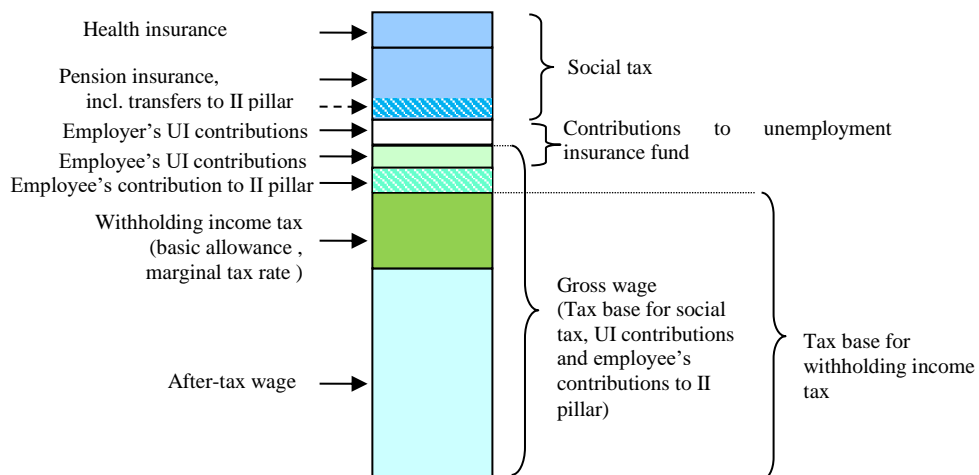 Health insurance
Pension insurance,
incl. transfers to II pillar
Employer's UI contributions
Employee's UI contributions
Employee's contribution to II pillar
Withholding income tax
(basic allowance ,
marginal tax rate )
After-tax wage
Social tax
Contributions to unemployment
insurance fund
Gross wage
(Tax base for social
tax, UI contributions
and employee's
contributions to II
pillar)
Tax base for
withholding income
tax